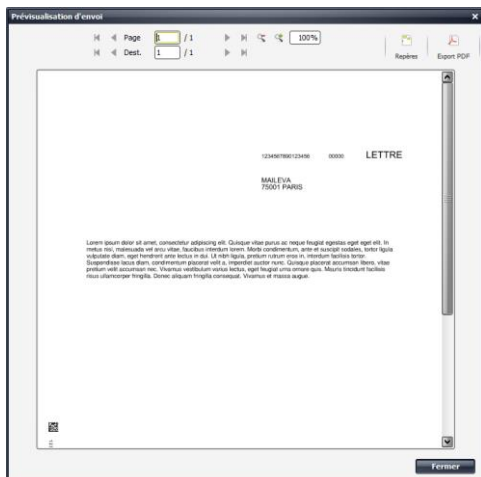 Prévisualisation d'envoi
Page 1 / 1 100%
Dest. 1 / 1
Repères Export PDF
1234567890123456 00000 LETTRE
MAILEVA
75001 PARIS
Lorem ipsum dolor sit amet, consectetur adipiscing elit. Quisque vitae purus ac neque feugiat egestas eget eget elit. In
metus nisl, malesuada vel arcu vitae, faucibus interdum lorem. Morbi condimentum, ante et suscipit sodales, tortor ligula
vulputate diam, eget hendrerit ante lectus in dui. Ut nibh ligula, pretium rutrum eros in, interdum facilisis tortor.
Suspendisse lacus diam, condimentum placerat velit a, imperdiet auctor nunc. Quisque placerat accumsan libero, vitae
pretium velit accumsan nec. Vivamus vestibulum varius lectus, eget feugiat urna ornare quis. Mauris tincidunt facilisis
risus ullamcorper fringilla. Donec aliquam fringilla consequat. Vivamus et massa augue.
Fermer